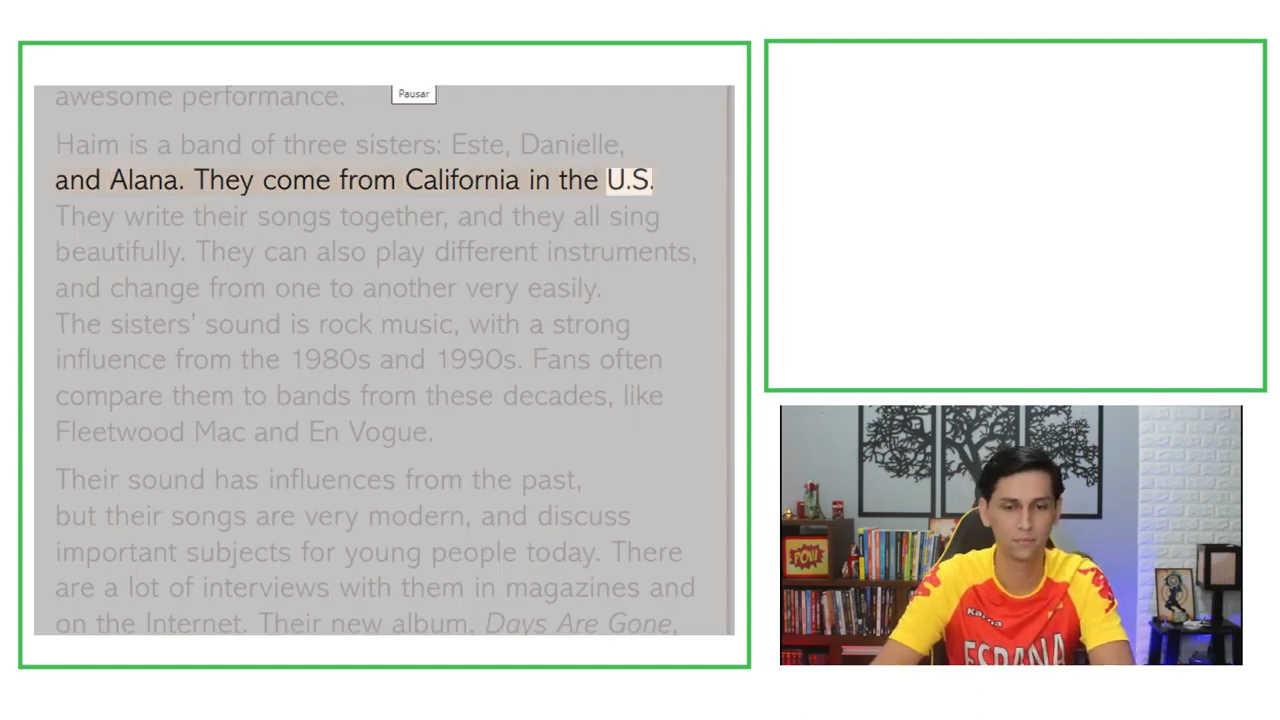 awesome performance.
Pausar
Haim is a band of three sisters: Este, Danielle,
and Alana. They come from California in the U.S.
They write their songs together, and they all sing
beautifully. They can also play different instruments,
and change from one to another very easily.
The sisters' sound is rock music, with a strong
influence from the 1980s and 1990s. Fans often
compare them to bands from these decades, like
Fleetwood Mac and En Vogue.
Their sound has influences from the past,
but their songs are very modern, and discuss
important subjects for young people today. There
are a lot of interviews with them in magazines and
on the Internet. Their new album, Days Are Gone,
POW
ESPAÑA